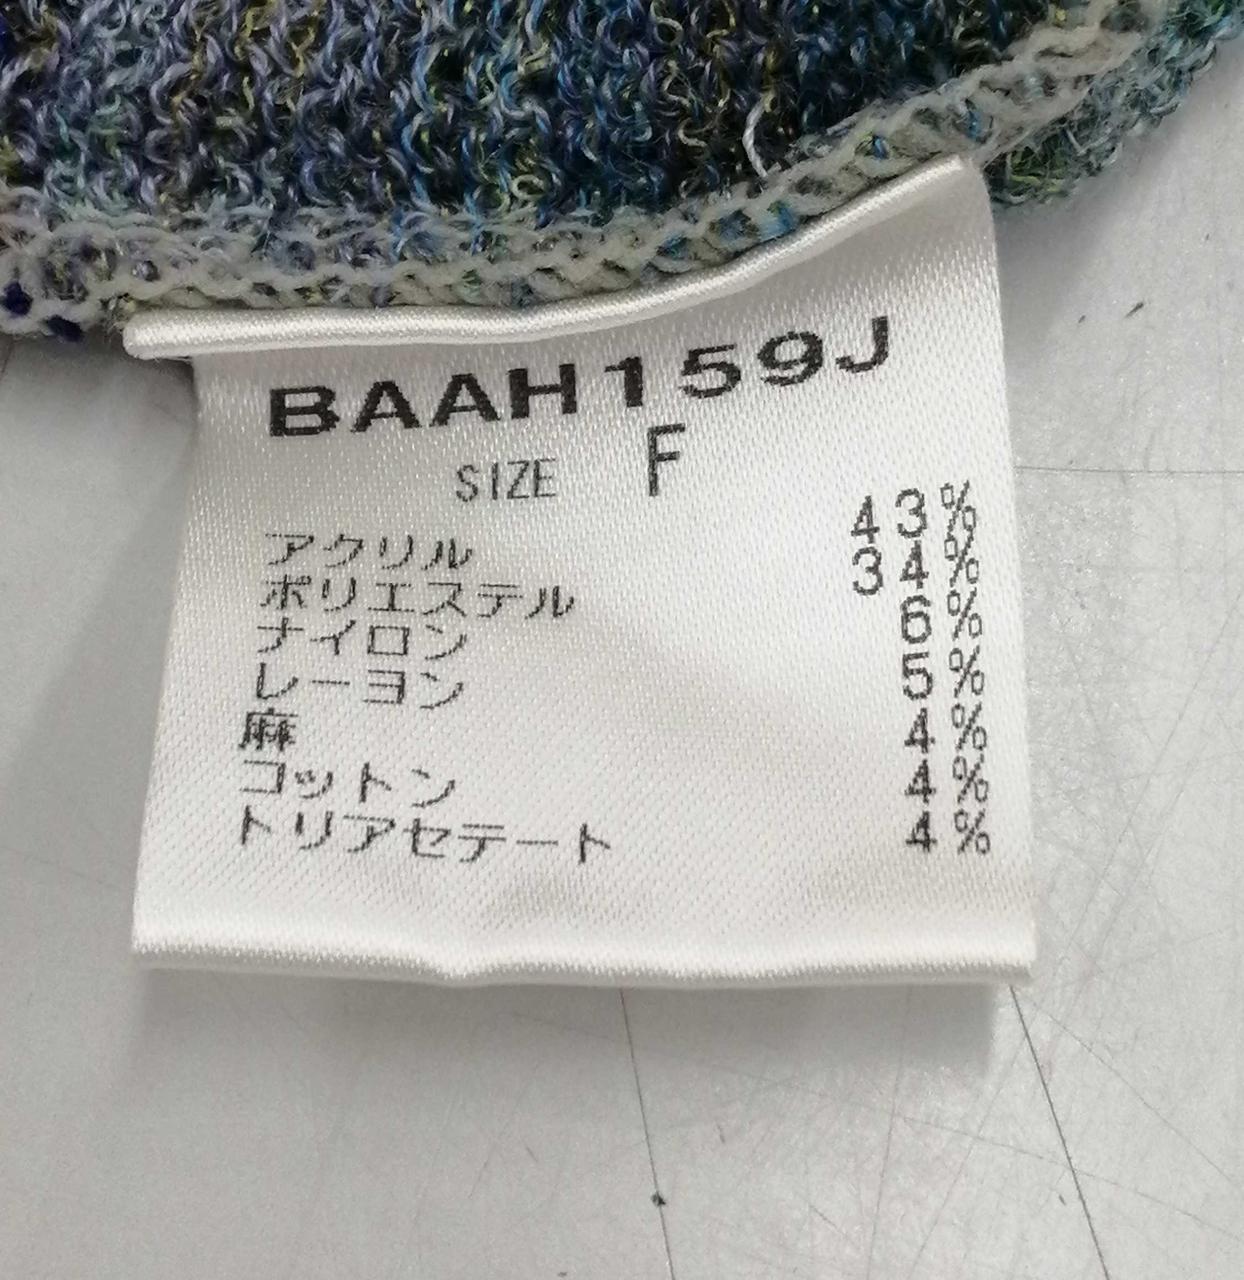 BAAH159J
SIZE F
アクリル 43%
ポリエステル 34%
ナイロン 6%
レーヨン 5%
麻 4%
コットン 4%
トリアセテート 4%